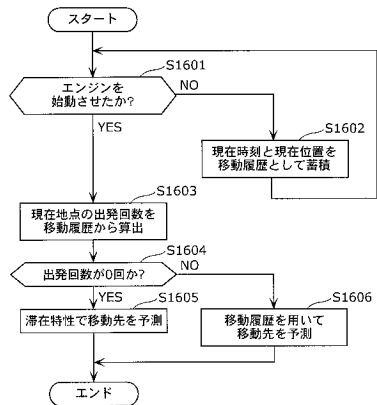 スタート
S1601
エンジンを
始動させたか?
NO
YES
S1602
現在時刻と現在位置を
移動履歴として蓄積
S1603
現在地点の出発回数を
移動履歴から算出
S1604
出発回数が0回か?
NO
YES
S1605
滞在特性で移動先を予測
S1606
移動履歴を用いて
移動先を予測
エンド